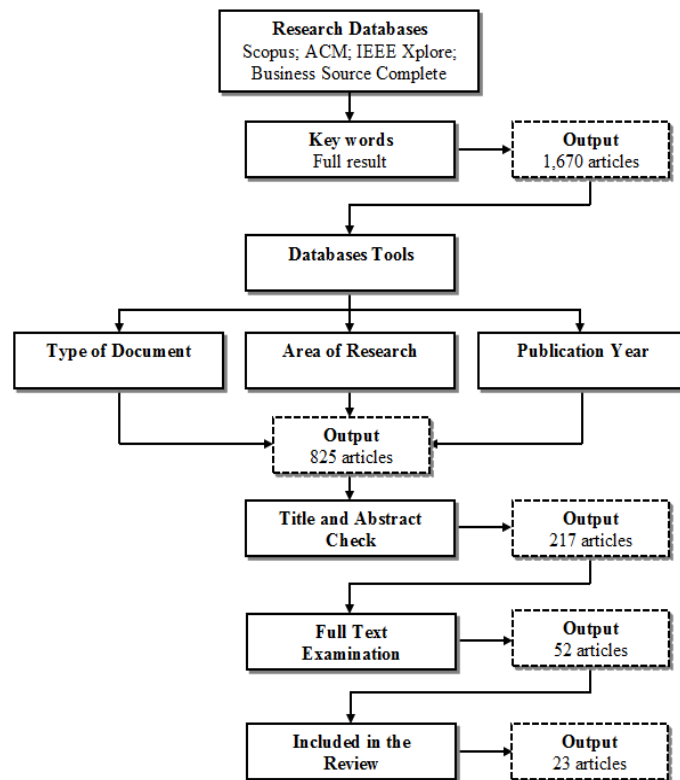 Research Databases
Scopus; ACM; IEEE Xplore;
Business Source Complete
Key words
Full result
Output
1,670 articles
Databases Tools
Type of Document
Area of Research
Publication Year
Output
825 articles
Title and Abstract
Check
Output
217 articles
Full Text
Examination
Output
52 articles
Included in the
Review
Output
23 articles